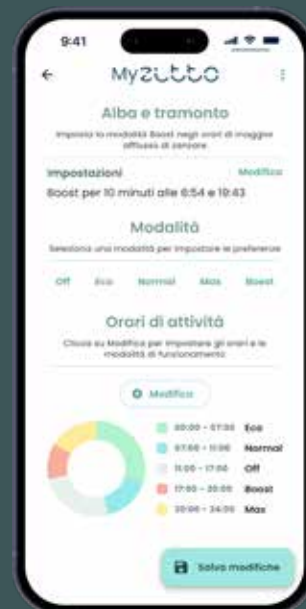 9:41
Myzitto
Alba e tramonto
Imposta la modalità Boost negli orari di maggior
afflusso di zanzare
Impostazioni Modifica
Boost per 10 minuti alle 6:54 e 19:43
Modalità
Seleziona una modalità per impostare le preferenze
Off Eco Normal Max Boost
Orari di attività
Clicca su Modifica per impostare gli orari e le
modalità di funzionamento
Modifica
00:00 - 07:00 Eco
07:00 - 11:00 Normal
11:00 - 17:00 Off
17:00 - 20:00 Boost
20:00 - 24:00 Max
Salva modifiche